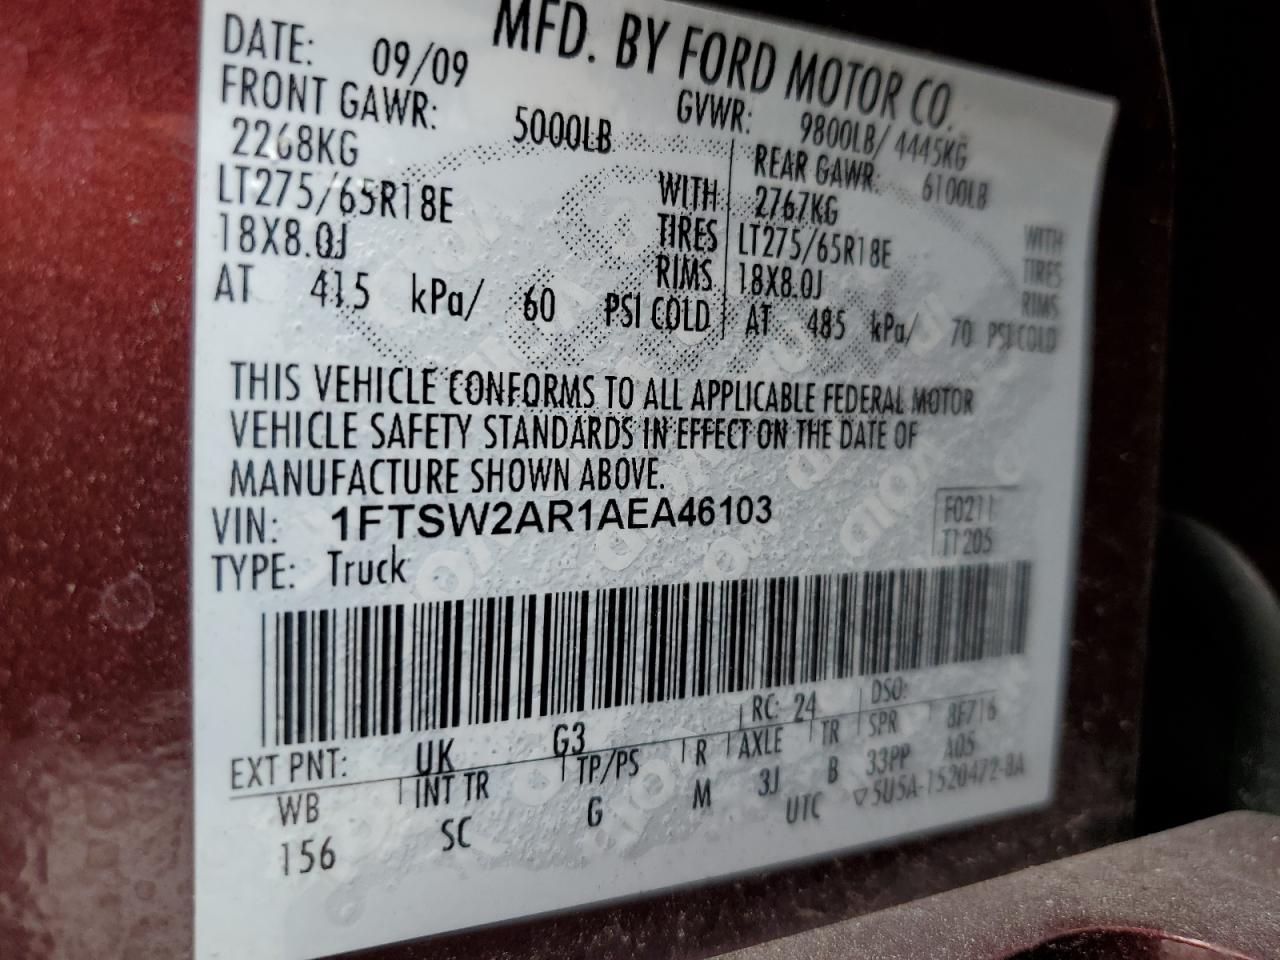 MFD. BY FORD MOTOR CO.
DATE: 09/09 GVWR: 9800LB/ 4445KG
FRONT GAWR: 5000LB REAR GAWR: 6100LB
2268KG WITH 2767KG WITH
LT275/65R18E TIRES LT275/65R18E TIRES
18X8.0J RIMS 18X8.0J RIMS
AT 415 kPa/ 60 PSI COLD AT 485 kPa/ 70 PSI COLD
THIS VEHICLE CONFORMS TO ALL APPLICABLE FEDERAL MOTOR
VEHICLE SAFETY STANDARDS IN EFFECT ON THE DATE OF
MANUFACTURE SHOWN ABOVE.
VIN: 1FTSW2AR1AEA46103 F0211
TYPE: Truck T1205
EXT PNT: UK G3 RC: 24 DSO:
WB INT TR TP/PS R AXLE TR SPR 8F716
156 SC G M 3J B 33PP A05
UTC ▽5U5A-1520472-BA